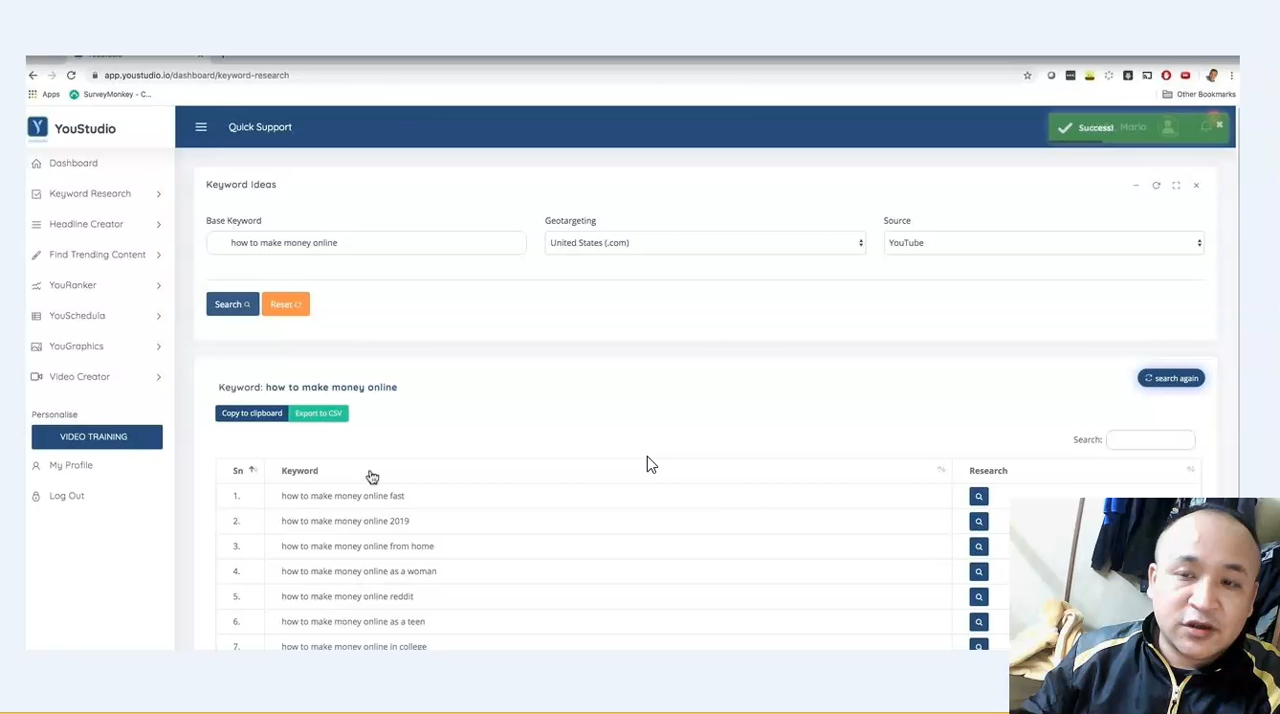 app.youstudio.io/dashboard/keyword-research
Apps SurveyMonkey - C... Other Bookmarks
YouStudio Quick Support Success! Mario
Dashboard
Keyword Research
Headline Creator
Find Trending Content
YouRanker
YouSchedula
YouGraphics
Video Creator
Personalise
VIDEO TRAINING
My Profile
Log Out
Keyword Ideas
Base Keyword Geotargeting Source
how to make money online United States (.com) YouTube
Search Reset
Keyword: how to make money online search again
Copy to clipboard Export to CSV
Search:
Sn Keyword Research
1. how to make money online fast
2. how to make money online 2019
3. how to make money online from home
4. how to make money online as a woman
5. how to make money online reddit
6. how to make money online as a teen
7. how to make money online in college